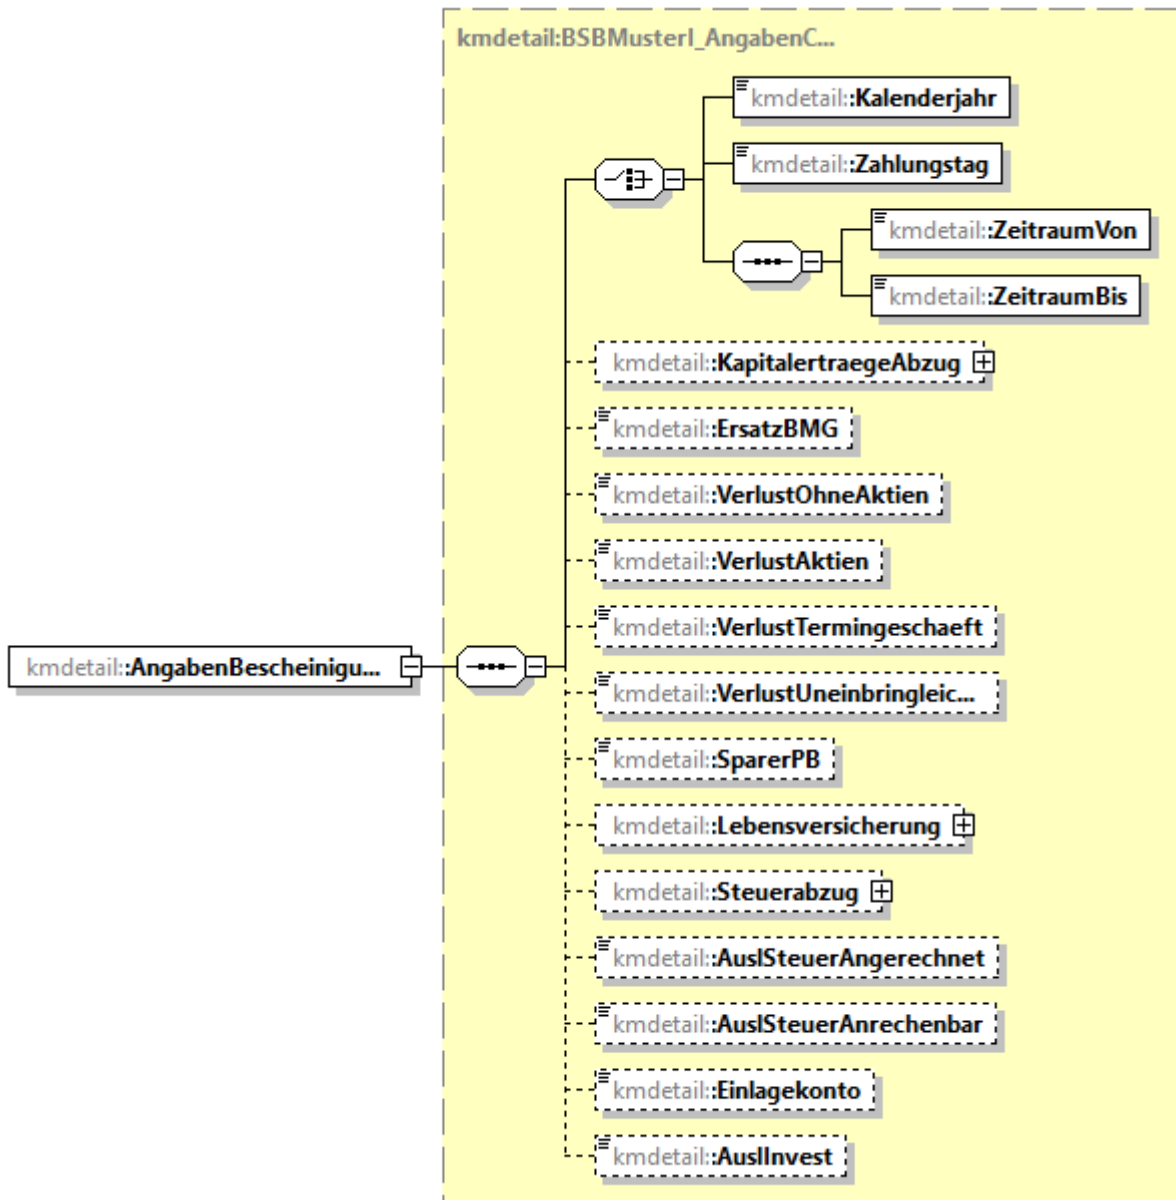 kmdetail:BSBMusterI_AngabenC...
kmdetail::Kalenderjahr
kmdetail::Zahlungstag
kmdetail::ZeitraumVon
kmdetail::ZeitraumBis
kmdetail::KapitalertraegeAbzug
kmdetail::ErsatzBMG
kmdetail::VerlustOhneAktien
kmdetail::VerlustAktien
kmdetail::VerlustTermingeschaeft
kmdetail::AngabenBescheinigu...
kmdetail::VerlustUneinbringleic...
kmdetail::SparerPB
kmdetail::Lebensversicherung
kmdetail::Steuerabzug
kmdetail::AuslSteuerAngerechnet
kmdetail::AuslSteuerAnrechenbar
kmdetail::Einlagekonto
kmdetail::AuslInvest